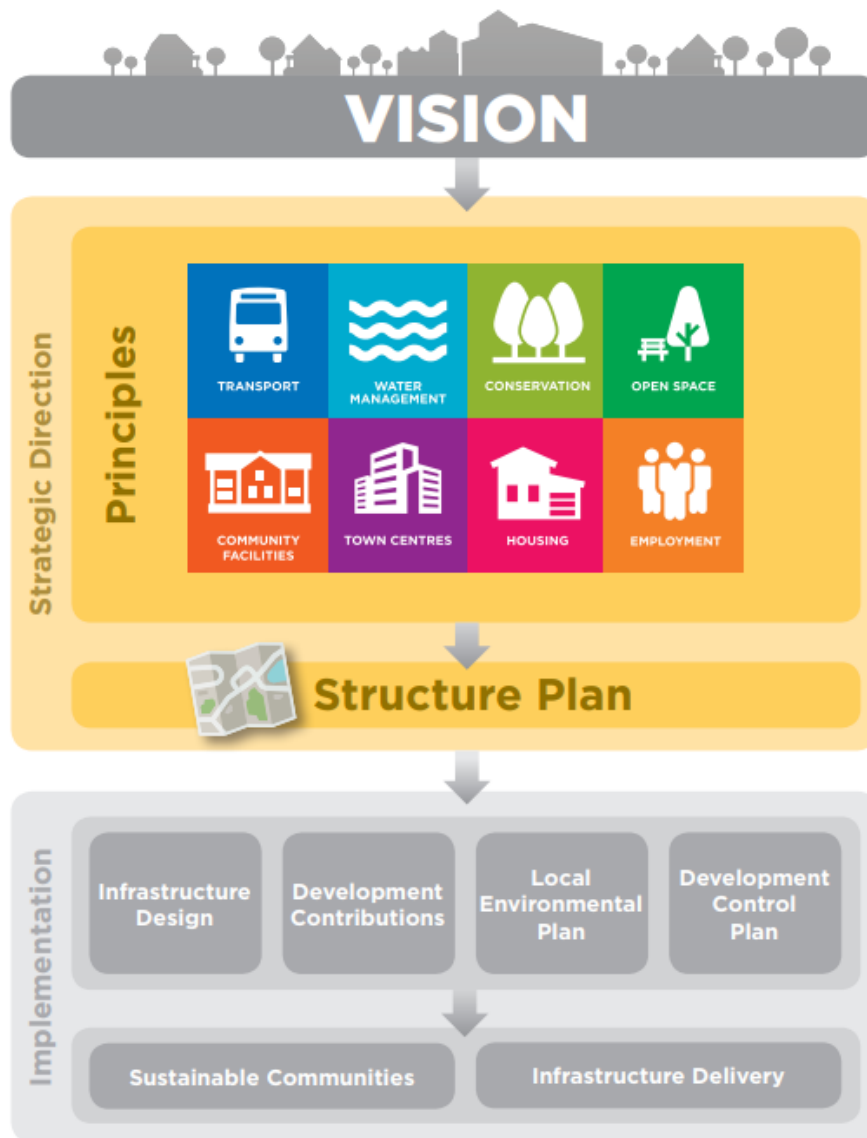 VISION
Strategic Direction
Principles
TRANSPORT
WATER
MANAGEMENT
CONSERVATION
OPEN SPACE
COMMUNITY
FACILITIES
TOWN CENTRES
HOUSING
EMPLOYMENT
Structure Plan
Implementation
Infrastructure
Design
Development
Contributions
Local
Environmental
Plan
Development
Control
Plan
Sustainable Communities
Infrastructure Delivery